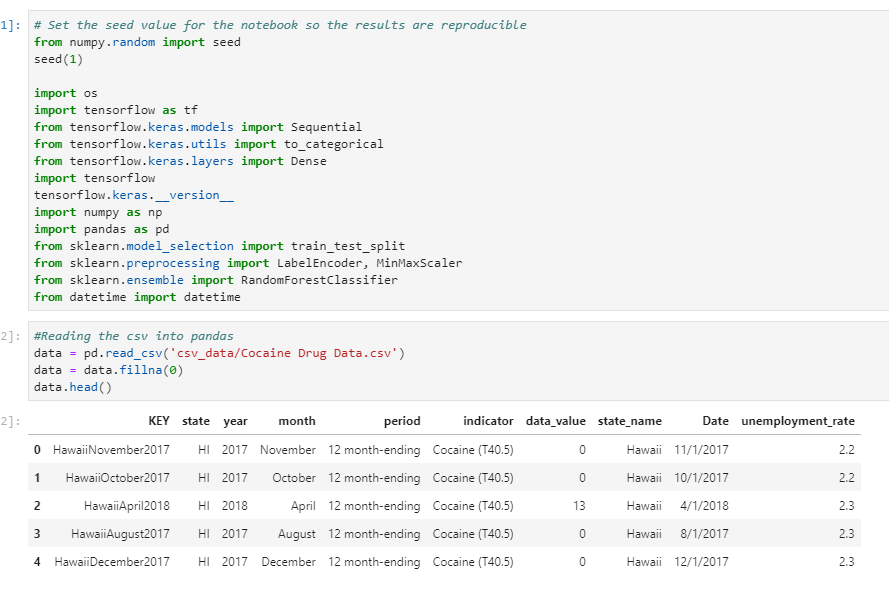 1]: # Set the seed value for the notebook so the results are reproducible
from numpy.random import seed
seed(1)
import os
import tensorflow as tf
from tensorflow.keras.models import Sequential
from tensorflow.keras.utils import to_categorical
from tensorflow.keras.layers import Dense
import tensorflow
tensorflow.keras.__version__
import numpy as np
import pandas as pd
from sklearn.model_selection import train_test_split
from sklearn.preprocessing import LabelEncoder, MinMaxScaler
from sklearn.ensemble import RandomForestClassifier
from datetime import datetime
2]: #Reading the csv into pandas
data = pd.read_csv('csv_data/Cocaine Drug Data.csv')
data = data.fillna(0)
data.head()
2]: KEY state year month period indicator data_value state_name Date unemployment_rate
0 HawaiiNovember2017 HI 2017 November 12 month-ending Cocaine (T40.5) 0 Hawaii 11/1/2017 2.2
1 HawaiiOctober2017 HI 2017 October 12 month-ending Cocaine (T40.5) 0 Hawaii 10/1/2017 2.2
2 HawaiiApril2018 HI 2018 April 12 month-ending Cocaine (T40.5) 13 Hawaii 4/1/2018 2.3
3 HawaiiAugust2017 HI 2017 August 12 month-ending Cocaine (T40.5) 0 Hawaii 8/1/2017 2.3
4 HawaiiDecember2017 HI 2017 December 12 month-ending Cocaine (T40.5) 0 Hawaii 12/1/2017 2.3